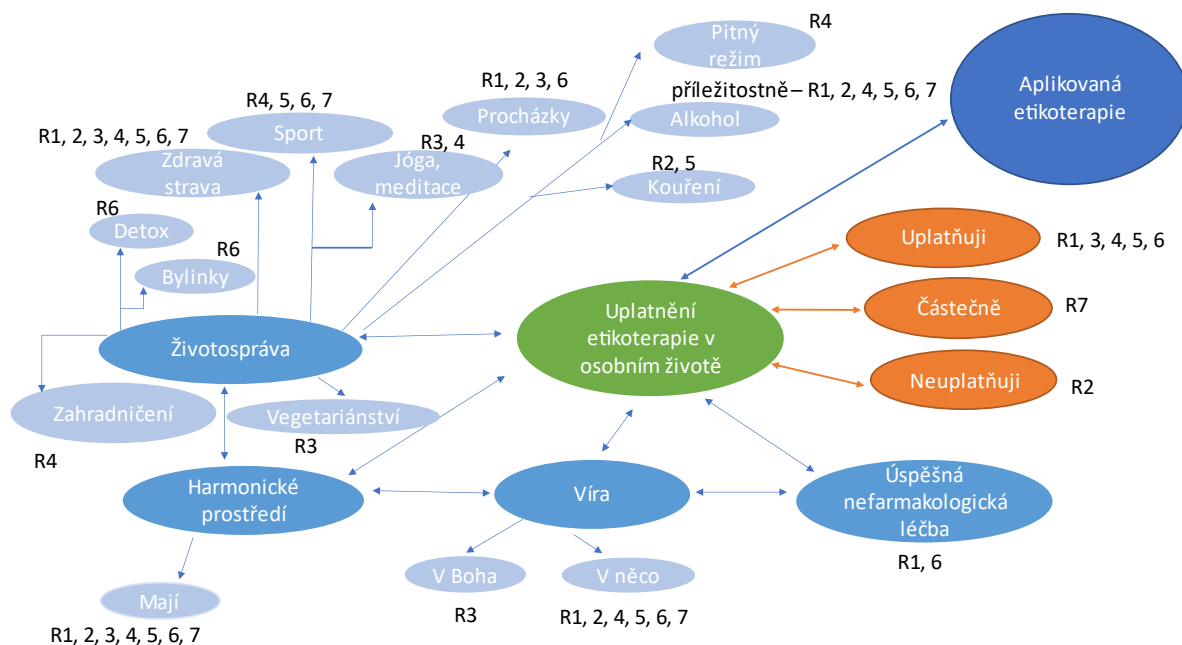 R4
Pitný
režim
příležitostně – R1, 2, 4, 5, 6, 7
Alkohol
Aplikovaná
etikoterapie
R1, 2, 3, 6
Procházky
R4, 5, 6, 7
Sport
R1, 2, 3, 4, 5, 6, 7
Zdravá
strava
R3, 4
Jóga,
meditace
R2, 5
Kouření
R6
Detox
R6
Bylinky
Uplatňuji
R1, 3, 4, 5, 6
Částečně
R7
Neuplatňuji
R2
Uplatnění
etikoterapie v
osobním životě
Životospráva
Zahradničení
R4
Vegetariánství
R3
Harmonické
prostředí
Víra
Úspěšná
nefarmakologická
léčba
R1, 6
V Boha
R3
V něco
R1, 2, 4, 5, 6, 7
Mají
R1, 2, 3, 4, 5, 6, 7